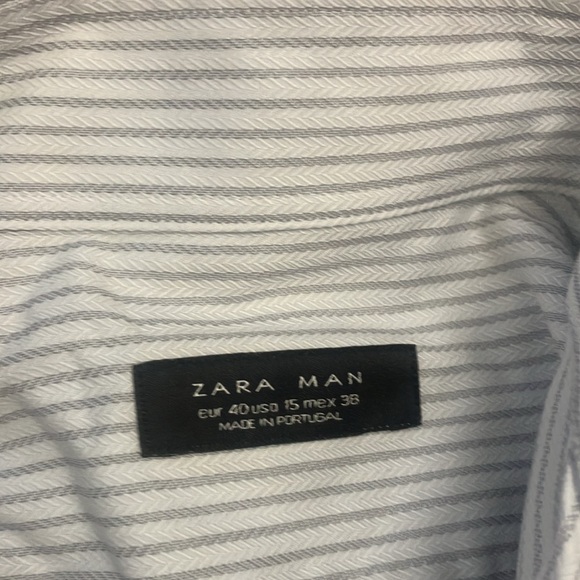 ZARA MAN
eur 40 usa 15 mex 38
MADE IN PORTUGAL